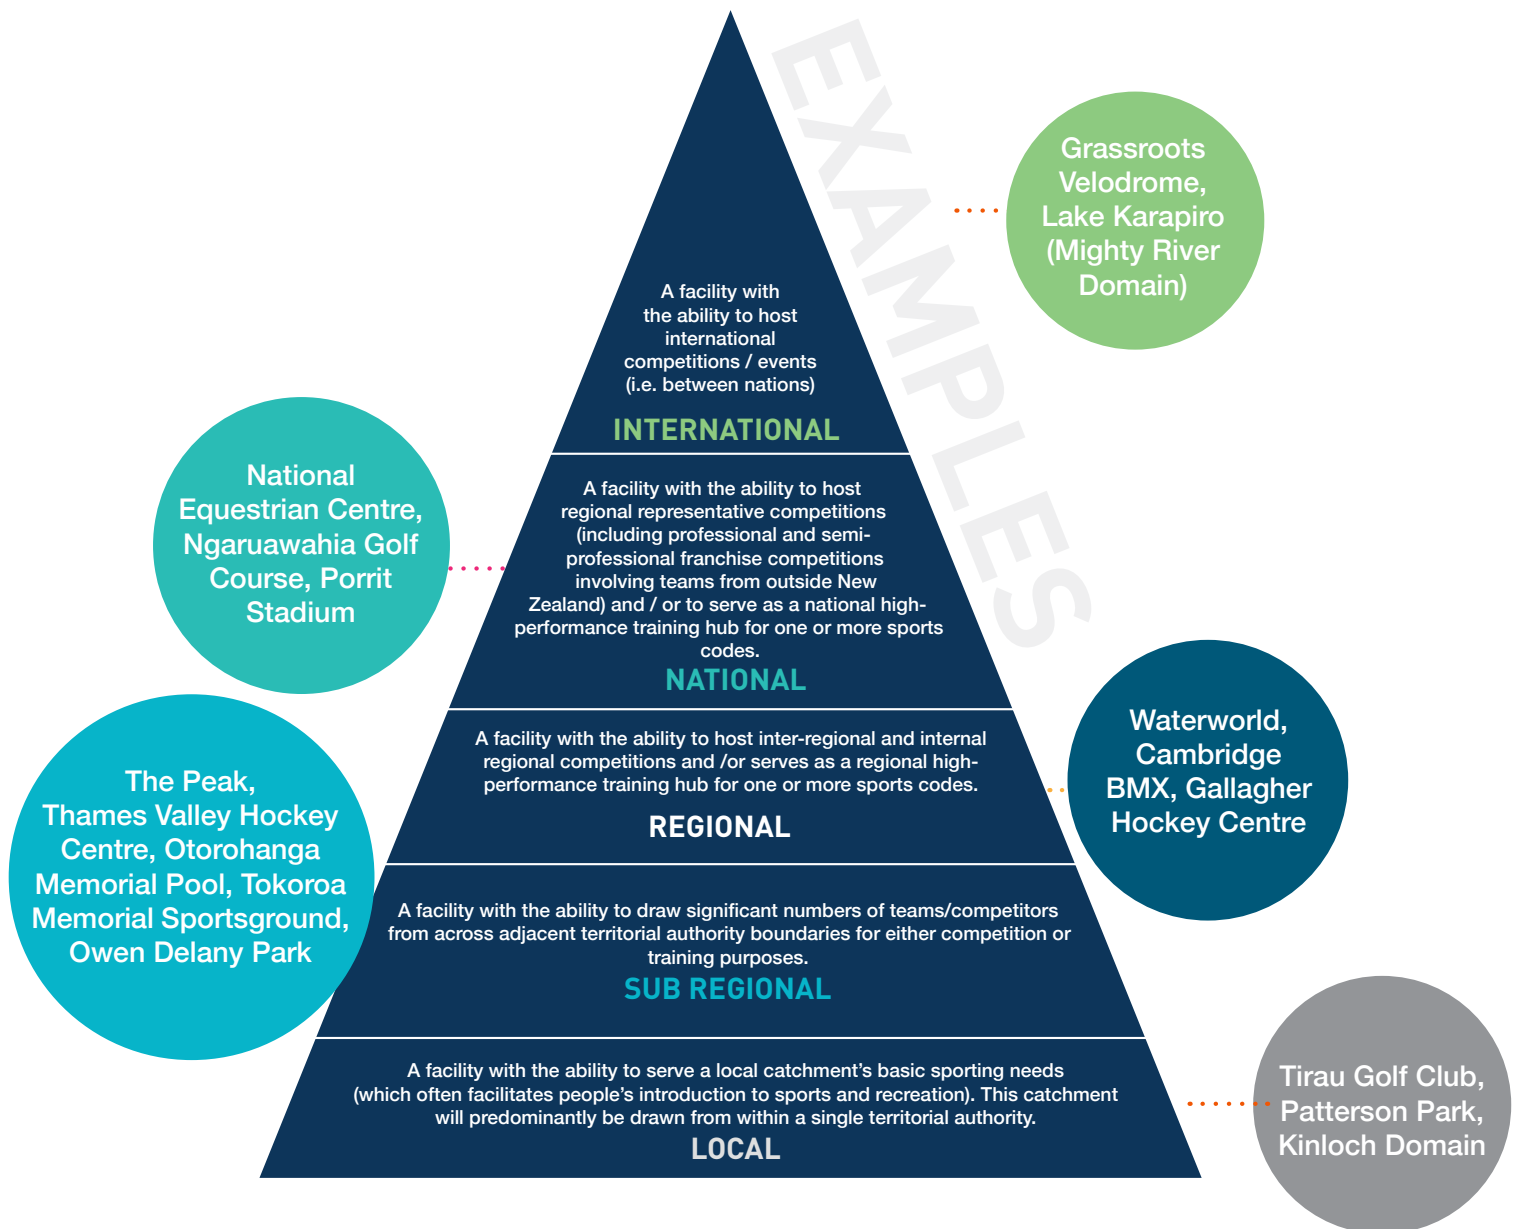 EXAMPLES
Grassroots
Velodrome,
Lake Karapiro
(Mighty River
Domain)
A facility with
the ability to host
international
competitions / events
(i.e. between nations)
INTERNATIONAL
National
Equestrian Centre,
Ngaruawahia Golf
Course, Porrit
Stadium
A facility with the ability to host
regional representative competitions
(including professional and semi-
professional franchise competitions
involving teams from outside New
Zealand) and / or to serve as a national high-
performance training hub for one or more sports
codes.
NATIONAL
A facility with the ability to host inter-regional and internal
regional competitions and /or serves as a regional high-
performance training hub for one or more sports codes.
REGIONAL
Waterworld,
Cambridge
BMX, Gallagher
Hockey Centre
The Peak,
Thames Valley Hockey
Centre, Otorohanga
Memorial Pool, Tokoroa
Memorial Sportsground,
Owen Delany Park
A facility with the ability to draw significant numbers of teams/competitors
from across adjacent territorial authority boundaries for either competition or
training purposes.
SUB REGIONAL
A facility with the ability to serve a local catchment’s basic sporting needs
(which often facilitates people’s introduction to sports and recreation). This catchment
will predominantly be drawn from within a single territorial authority.
LOCAL
Tirau Golf Club,
Patterson Park,
Kinloch Domain